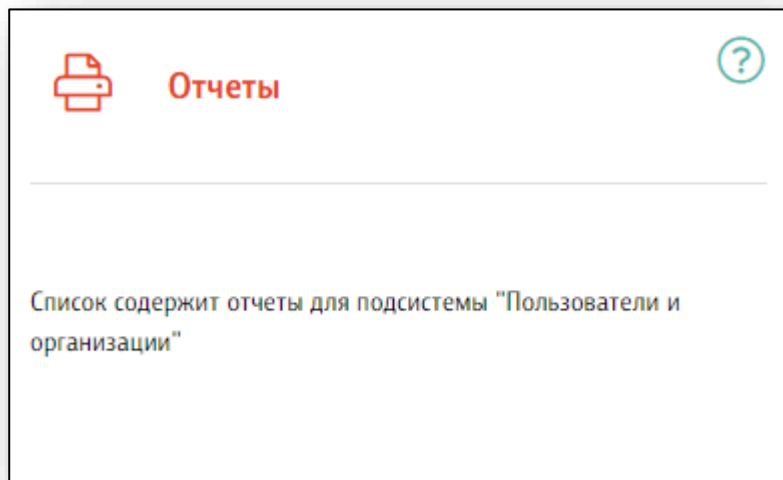 Отчеты
?
Список содержит отчеты для подсистемы "Пользователи и
организации"